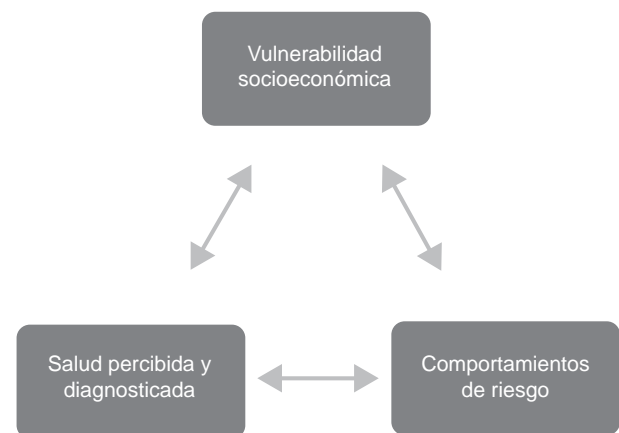 Vulnerabilidad
socioeconómica
Salud percibida y
diagnosticada
Comportamientos
de riesgo